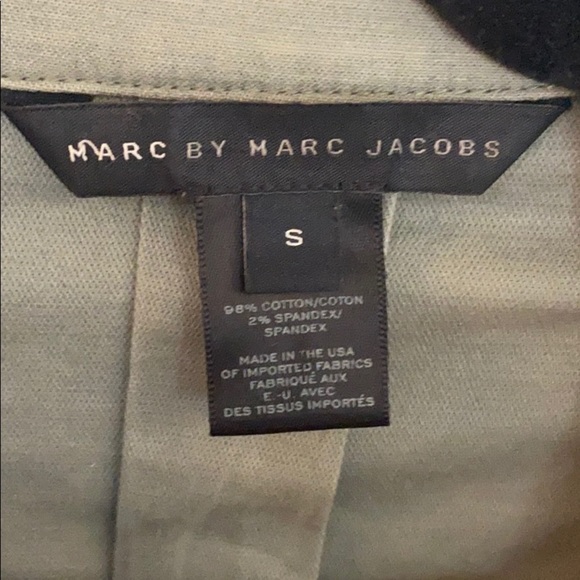 MARC BY MARC JACOBS
S
98% COTTON/COTON
2% SPANDEX/
SPANDEX
MADE IN THE USA
OF IMPORTED FABRICS
FABRIQUÉ AUX
E.-U. AVEC
DES TISSUS IMPORTÉS